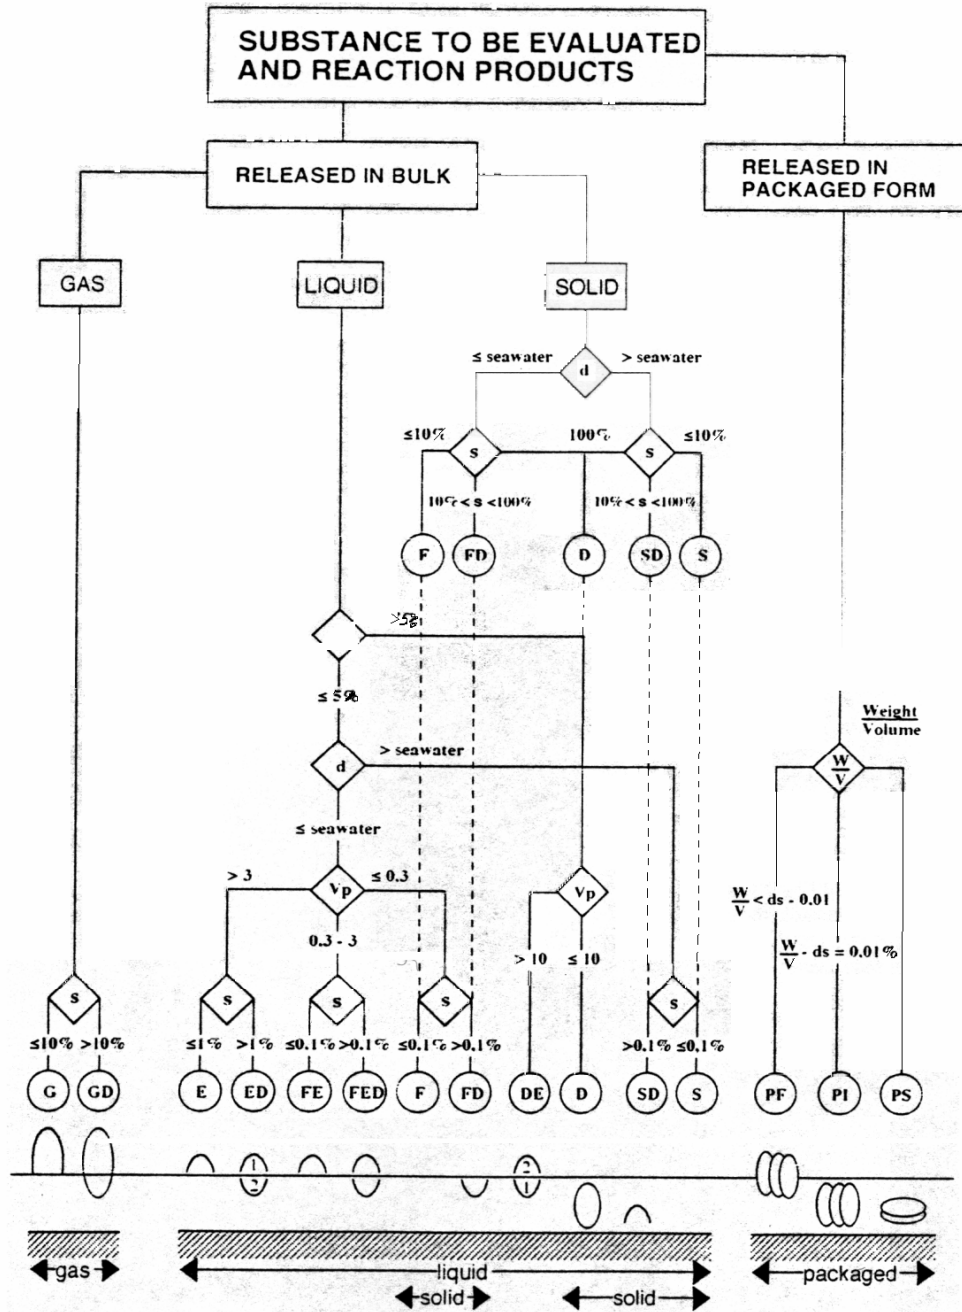 SUBSTANCE TO BE EVALUATED
AND REACTION PRODUCTS
RELEASED IN BULK
RELEASED IN
PACKAGED FORM
GAS
LIQUID
SOLID
≤ seawater
d
> seawater
≤10%
s
100%
s
≤10%
10% < s <100%
10% < s <100%
F
FD
D
SD
S
>5%
≤ 5%
d
> seawater
≤ seawater
Weight
Volume
W
V
> 3
Vp
≤ 0.3
Vp
0.3 - 3
> 10
≤ 10
W
V
< ds - 0.01
W
V
- ds = 0.01%
s
s
s
s
s
≤10%
>10%
≤1%
>1%
≤0.1%
>0.1%
≤0.1%
>0.1%
>0.1%
≤0.1%
G
GD
E
ED
FE
FED
F
FD
DE
D
SD
S
PF
PI
PS
1
2
2
1
gas
liquid
packaged
solid
solid